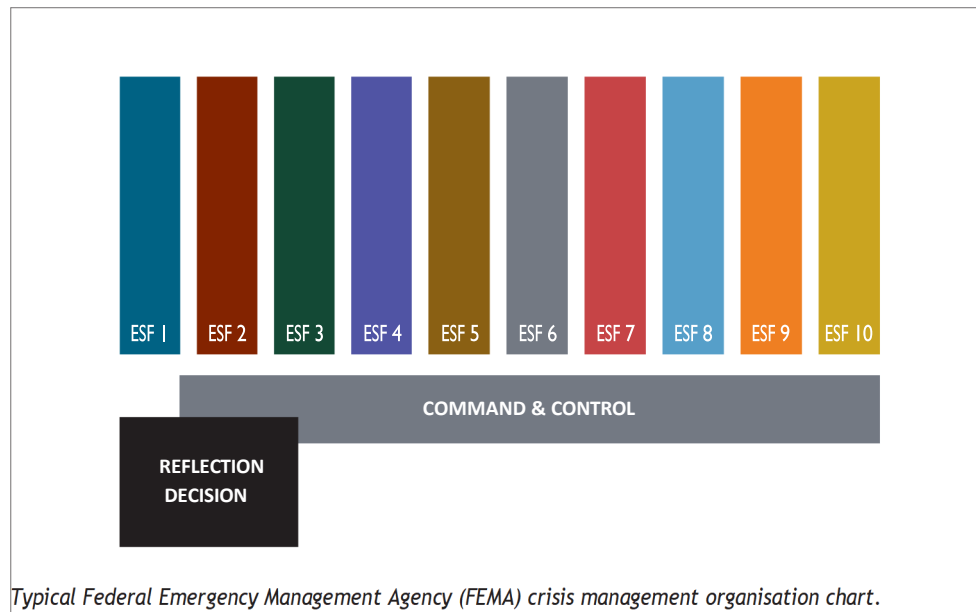 ESF 1 ESF 2 ESF 3 ESF 4 ESF 5 ESF 6 ESF 7 ESF 8 ESF 9 ESF 10
COMMAND & CONTROL
REFLECTION
DECISION
Typical Federal Emergency Management Agency (FEMA) crisis management organisation chart.